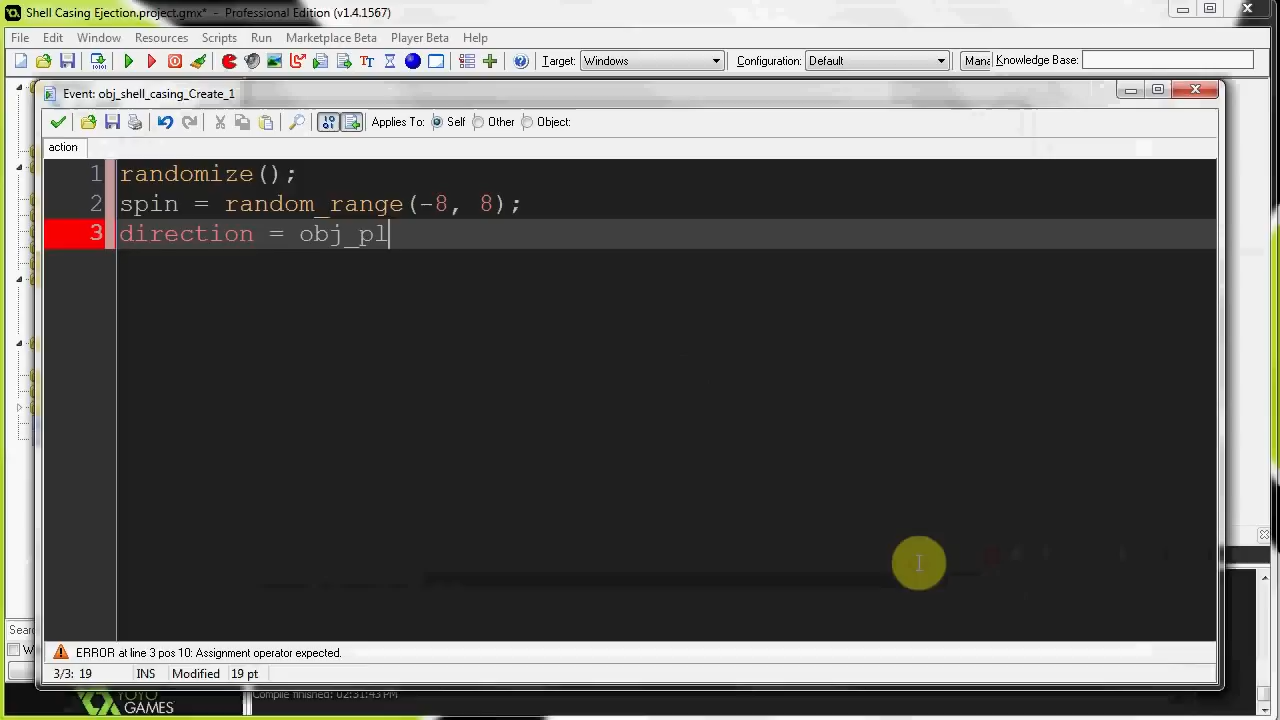 Shell Casing Ejection.project.gmx* - Professional Edition (v1.4.1567)
File Edit Window Resources Scripts Run Marketplace Beta Player Beta Help
Target: Windows Configuration: Default Mana Knowledge Base:
Event: obj_shell_casing_Create_1
Applies To: Self Other Object:
action
1 randomize();
2 spin = random_range(-8, 8);
3 direction = obj_pl
ERROR at line 3 pos 10: Assignment operator expected.
3/3: 19 INS Modified 19 pt
Sear
W
YOYO
GAMES
Compile finished: 02:31:43 PM